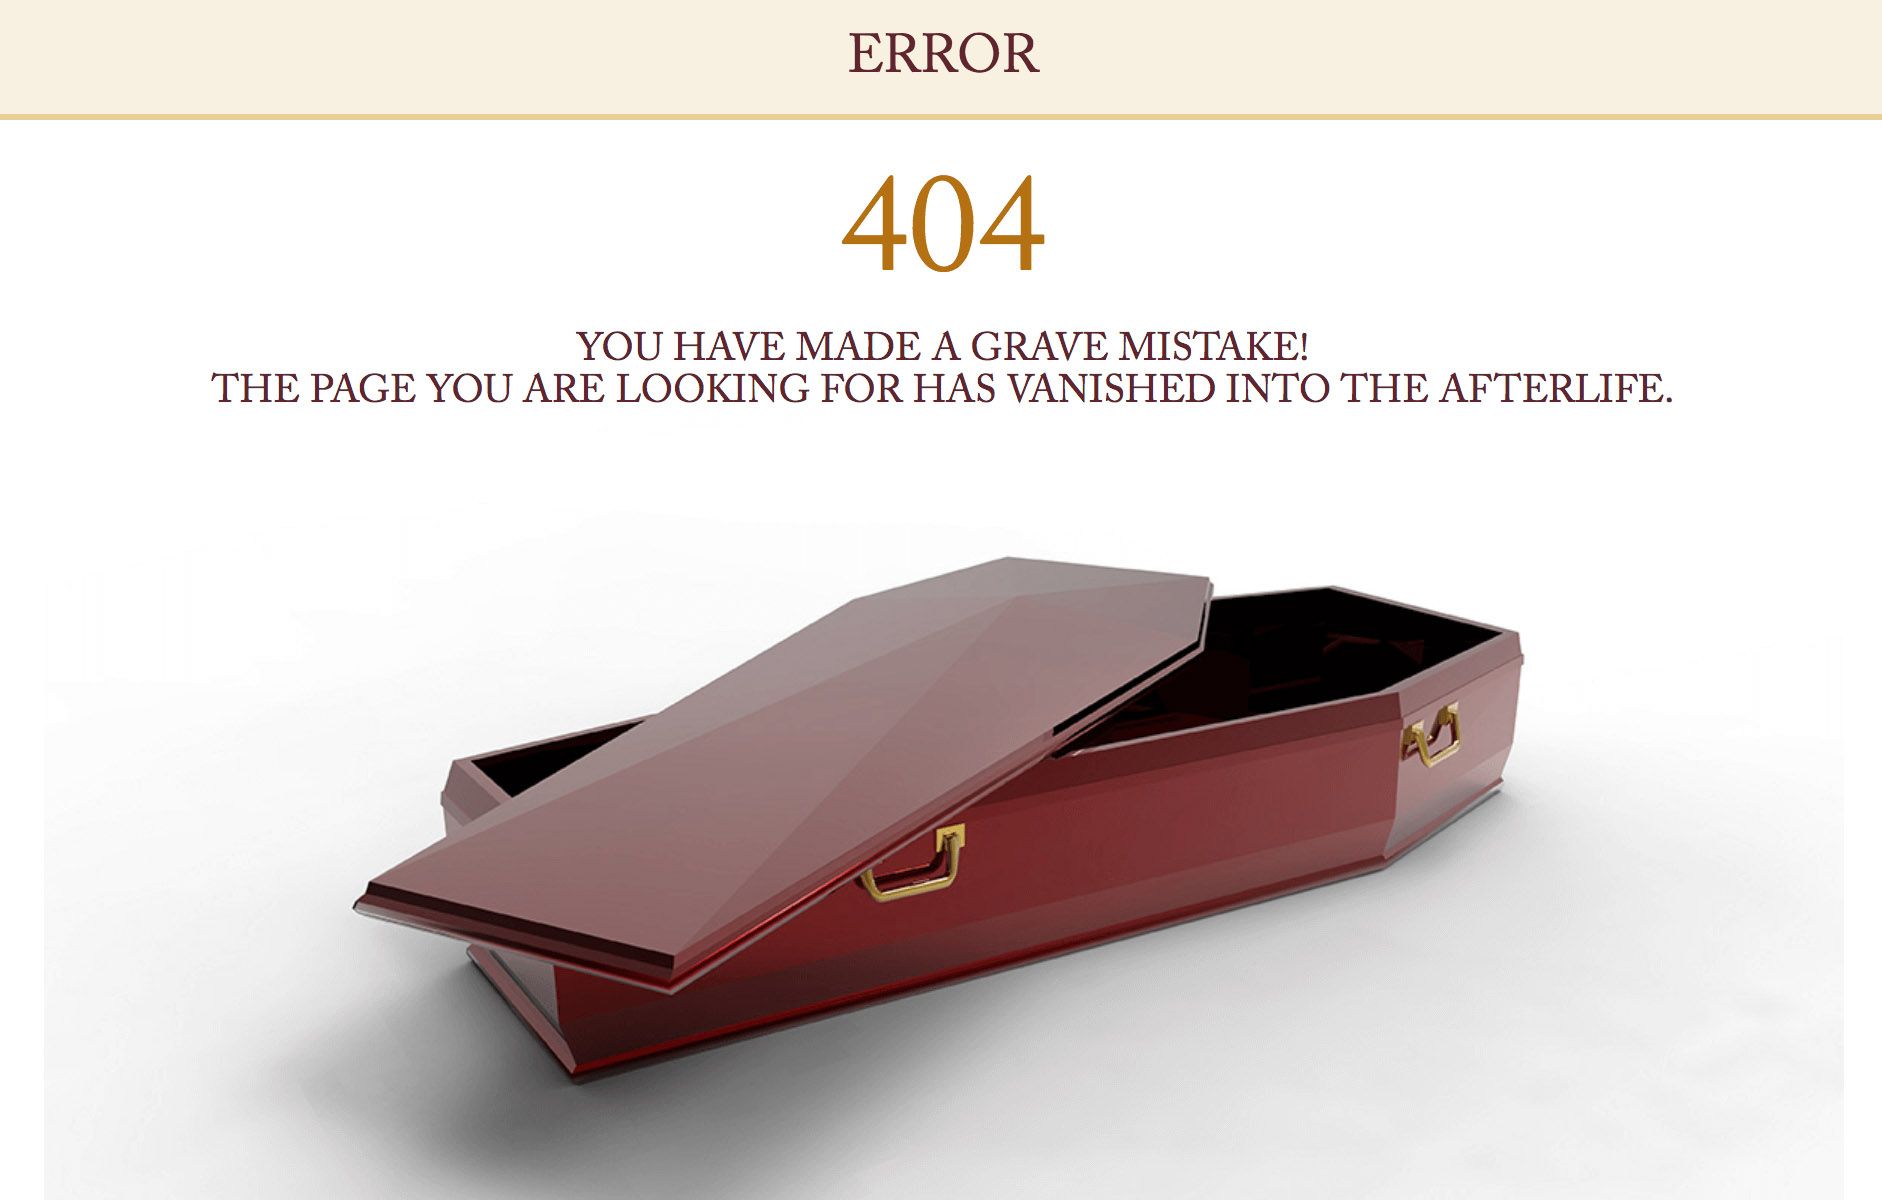 ERROR
404
YOU HAVE MADE A GRAVE MISTAKE!
THE PAGE YOU ARE LOOKING FOR HAS VANISHED INTO THE AFTERLIFE.